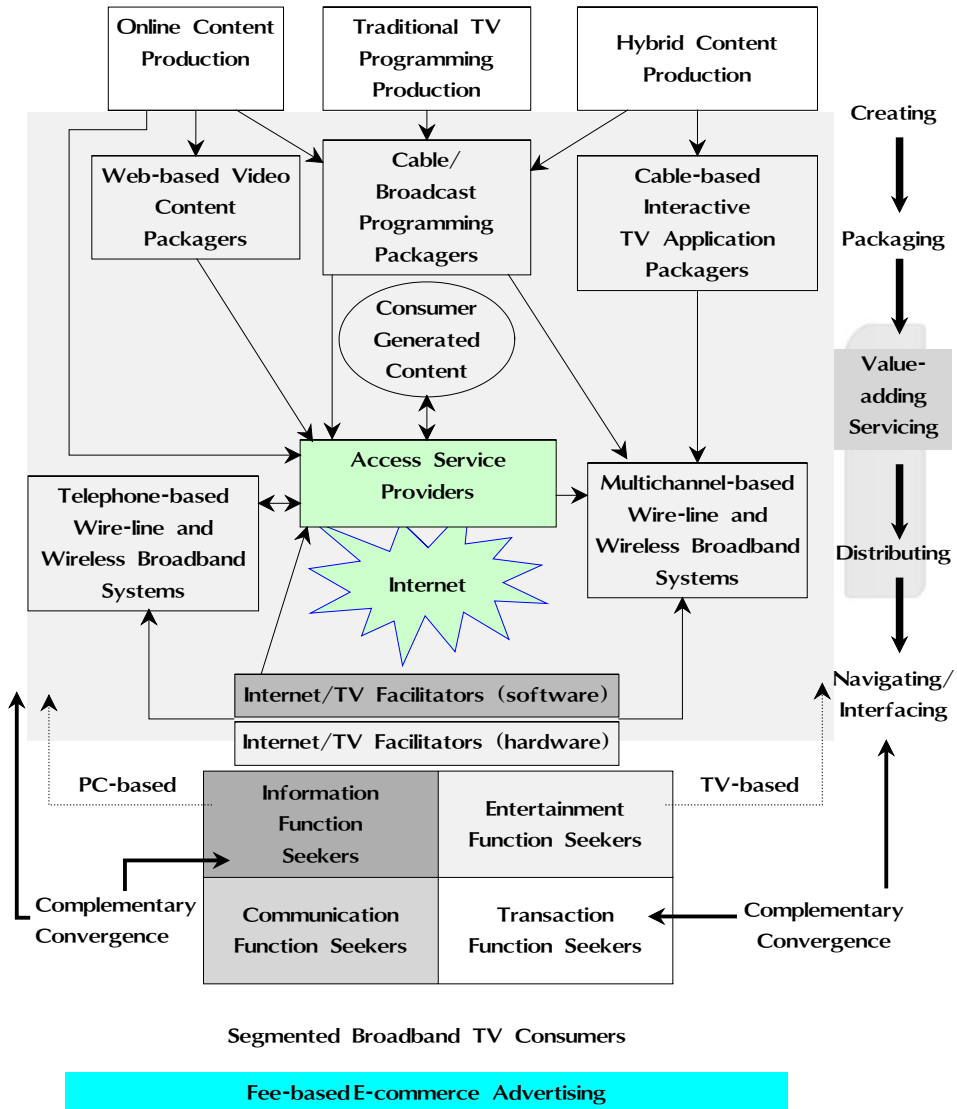 Online Content
Production
Traditional TV
Programming
Production
Hybrid Content
Production
Creating
Web-based Video
Content
Packagers
Cable/
Broadcast
Programming
Packagers
Cable-based
Interactive
TV Application
Packagers
Packaging
Consumer
Generated
Content
Value-
adding
Servicing
Access Service
Providers
Telephone-based
Wire-line and
Wireless Broadband
Systems
Multichannel-based
Wire-line and
Wireless Broadband
Systems
Distributing
Internet
Internet/TV Facilitators (software)
Internet/TV Facilitators (hardware)
Navigating/
Interfacing
PC-based
TV-based
Information
Function
Seekers
Entertainment
Function Seekers
Complementary
Convergence
Communication
Function Seekers
Transaction
Function Seekers
Complementary
Convergence
Segmented Broadband TV Consumers
Fee-based E-commerce Advertising